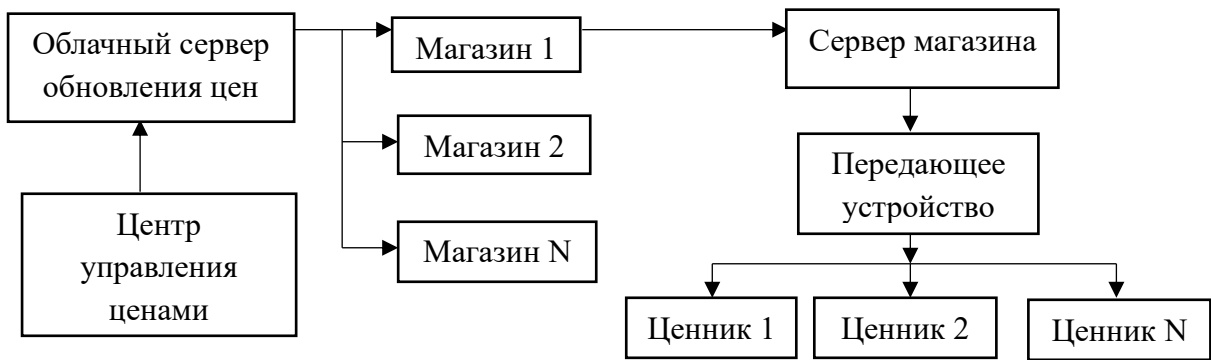 Облачный сервер
обновления цен
Магазин 1
Сервер магазина
Магазин 2
Передающее
устройство
Центр
управления
ценами
Магазин N
Ценник 1
Ценник 2
Ценник N